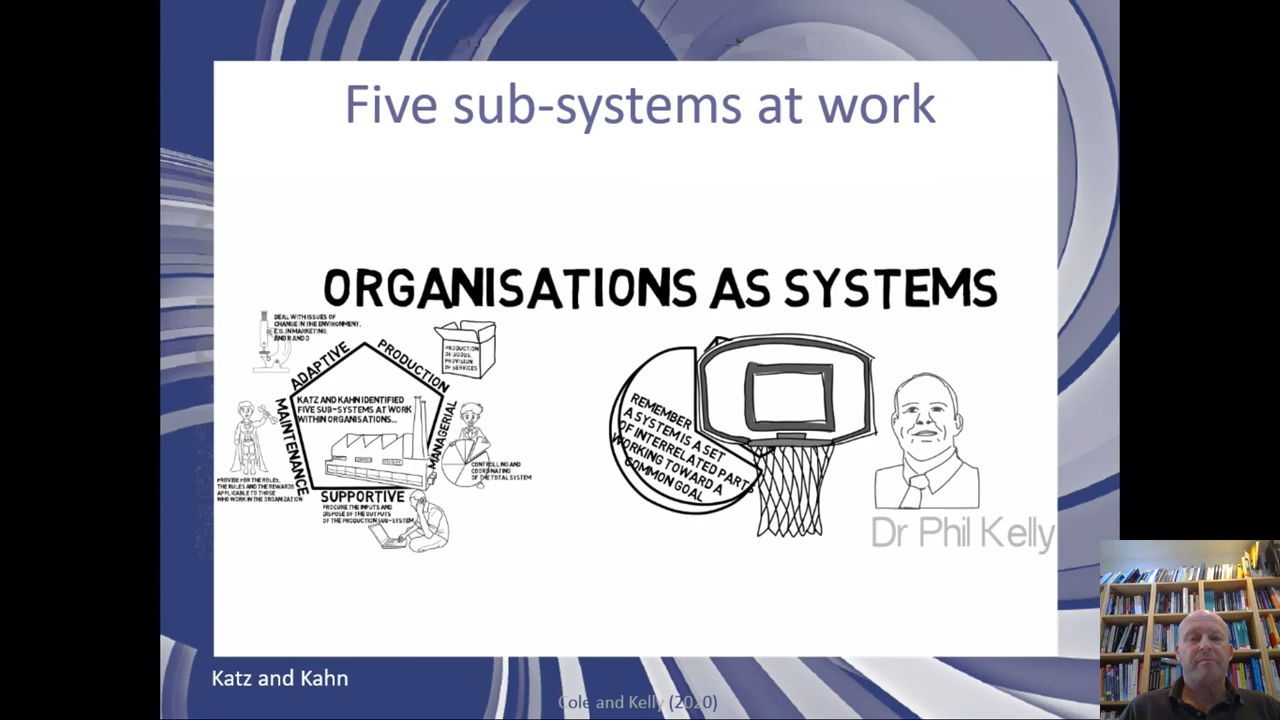 Five sub-systems at work
ORGANISATIONS AS SYSTEMS
DEAL WITH ISSUES OF
CHANGE IN THE ENVIRONMENT,
E.G. IN MARKETING,
AND R AND D
ADAPTIVE
PRODUCTION
PRODUCTION
OF GOODS,
PROVISION
OF SERVICES
KATZ AND KAHN IDENTIFIED
FIVE SUB-SYSTEMS AT WORK
WITHIN ORGANISATIONS...
MAINTENANCE
MANAGERIAL
CONTROLLING AND
COORDINATING
OF THE TOTAL SYSTEM
PROVIDE FOR THE ROLES,
THE RULES AND THE REWARDS
APPLICABLE TO THOSE
WHO WORK IN THE ORGANIZATION
SUPPORTIVE
PROCURE THE INPUTS AND
DISPOSE OF THE OUTPUTS
OF THE PRODUCTION SUB-SYSTEM
REMEMBER
A SYSTEM IS A SET
OF INTERRELATED PARTS
WORKING TOWARD A
COMMON GOAL
Dr Phil Kelly
Katz and Kahn
Cole and Kelly (2020)